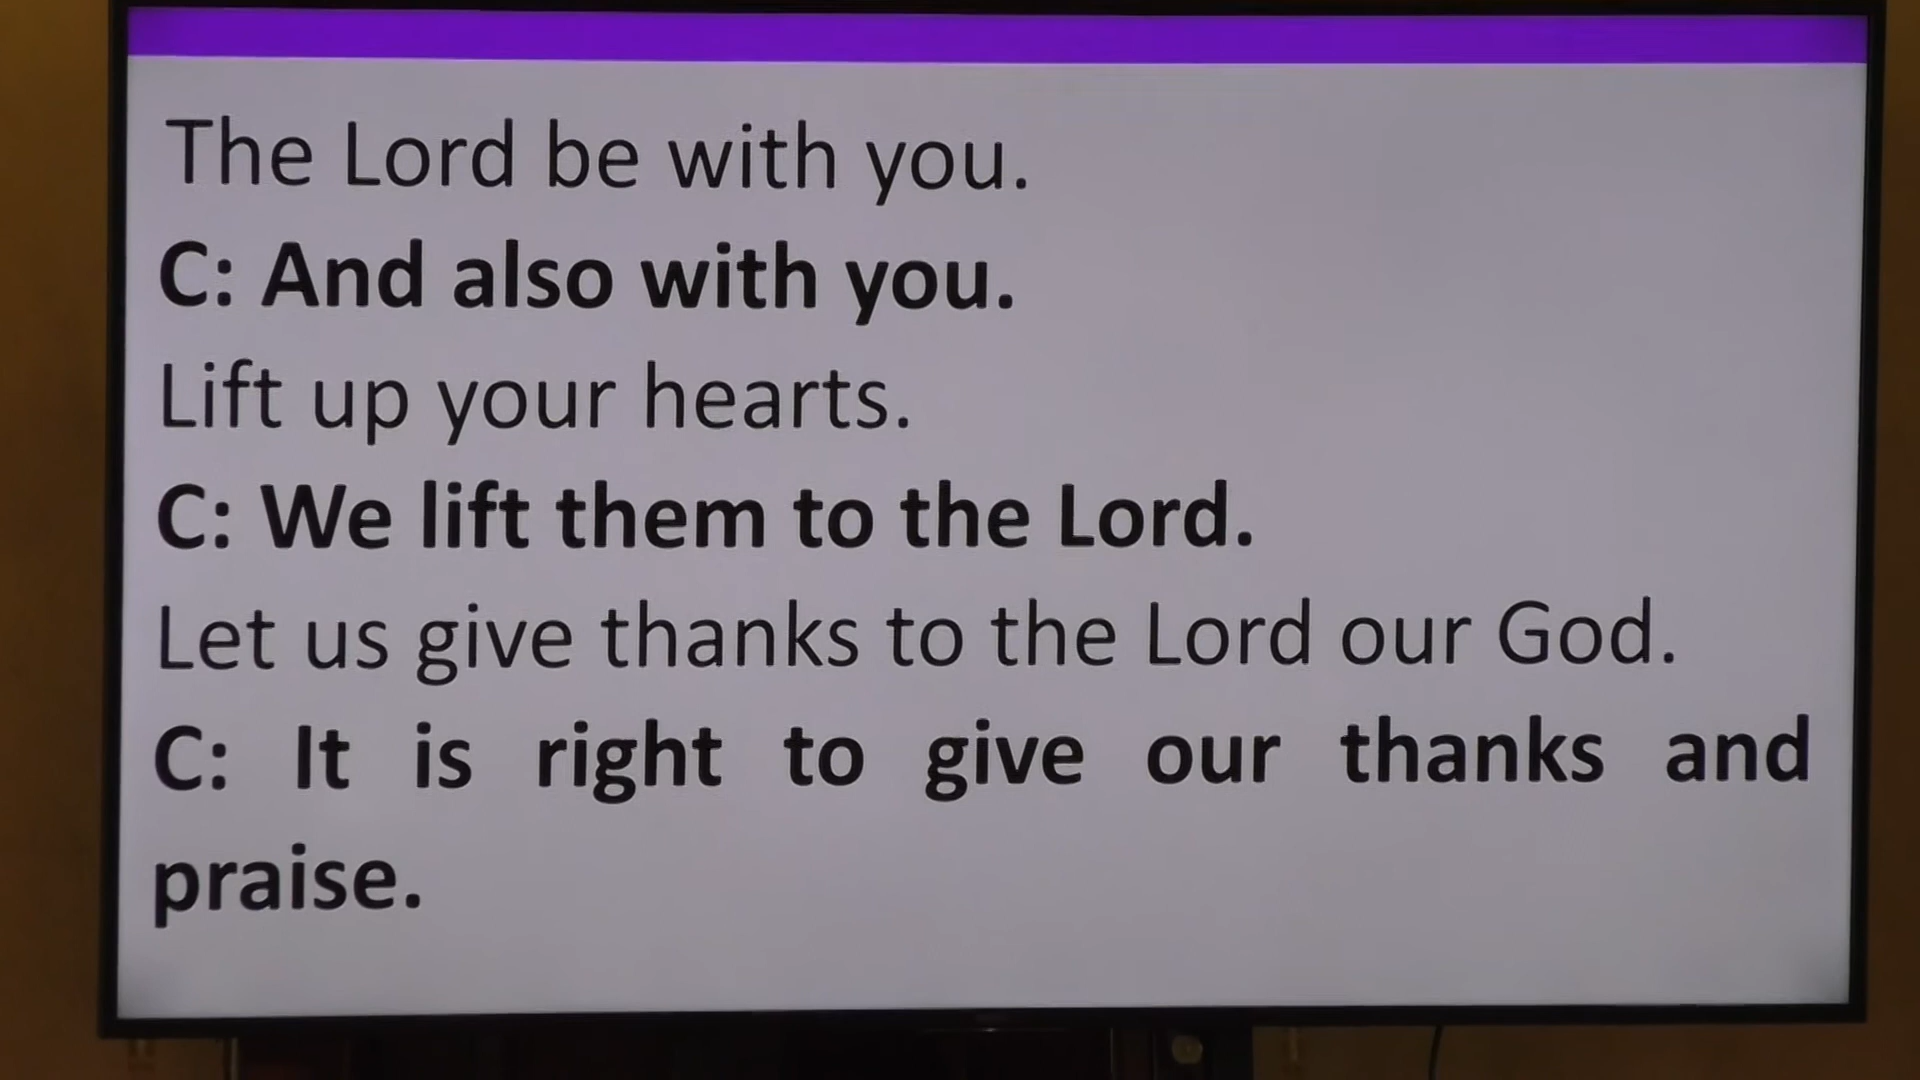 The Lord be with you.
C: And also with you.
Lift up your hearts.
C: We lift them to the Lord.
Let us give thanks to the Lord our God.
C: It is right to give our thanks and
praise.